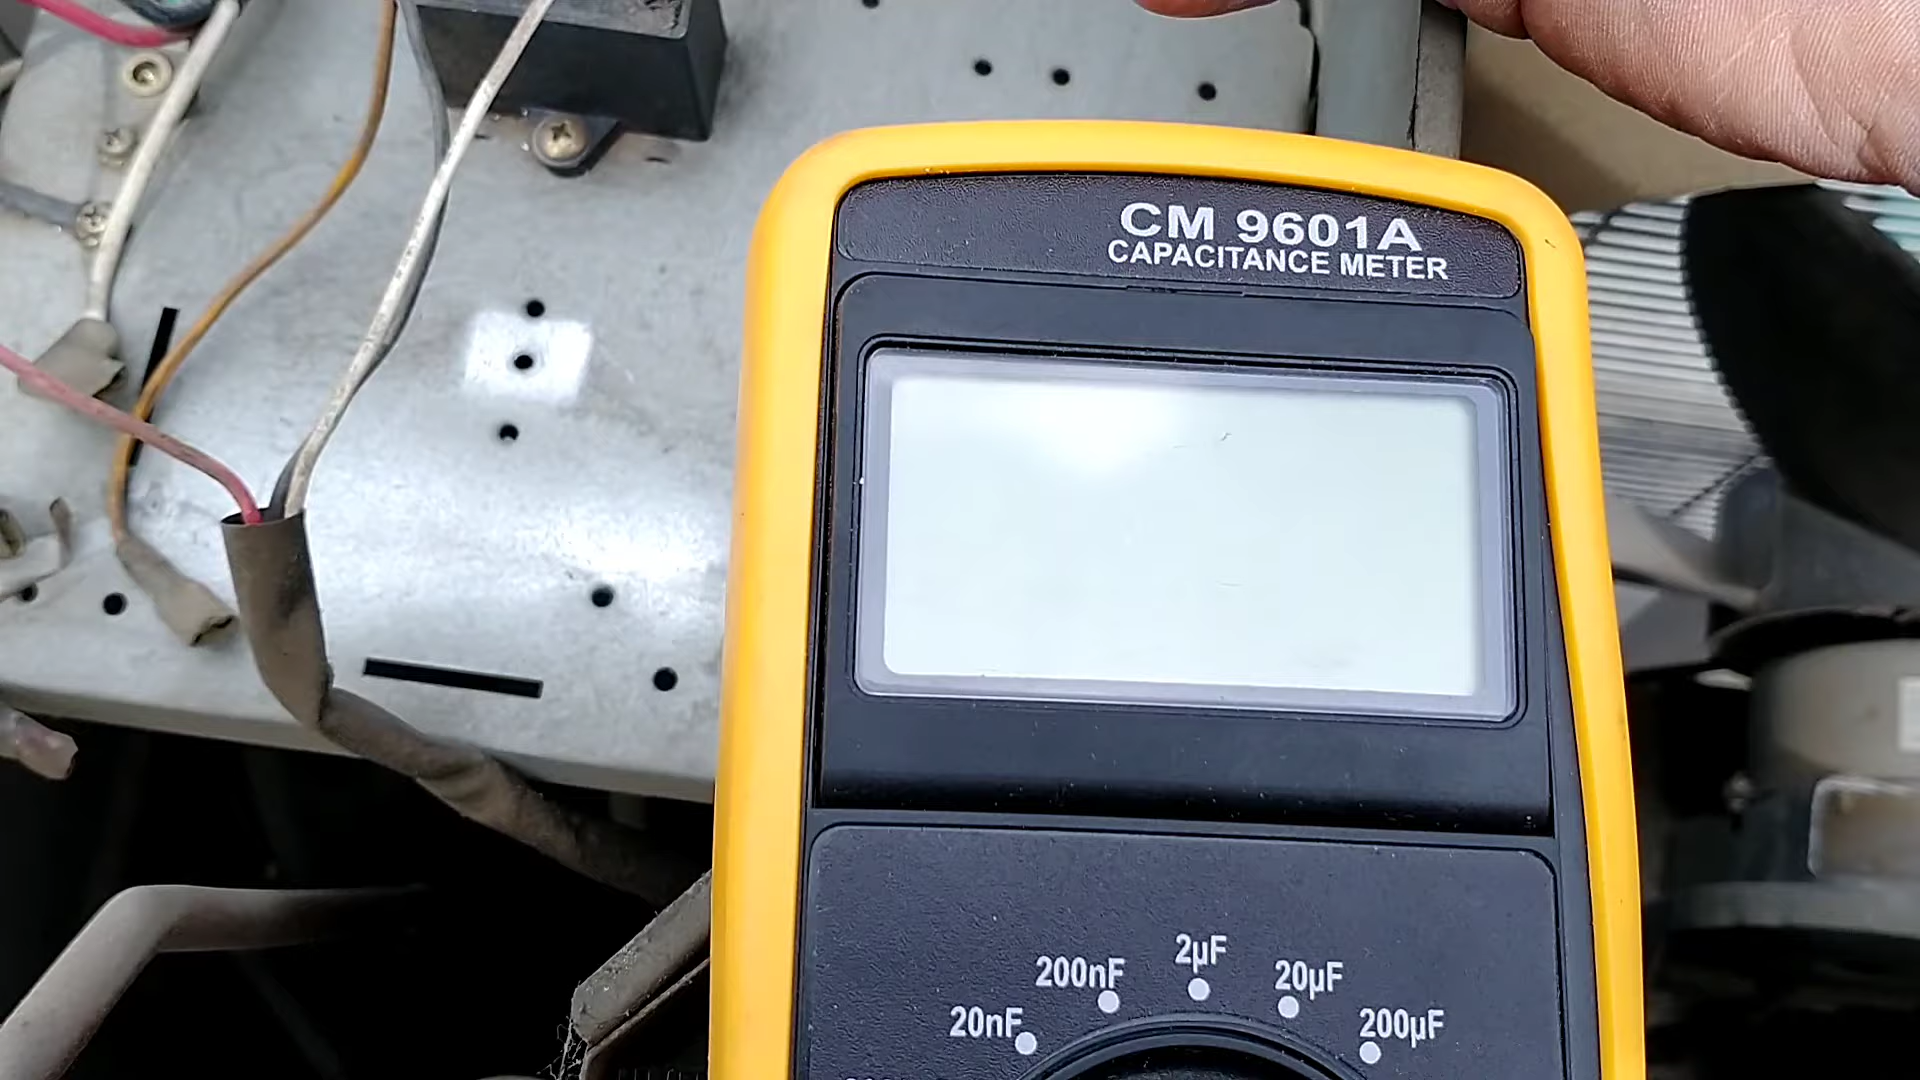 CM 9601A
CAPACITANCE METER
2µF
200nF
20µF
20nF
200µF